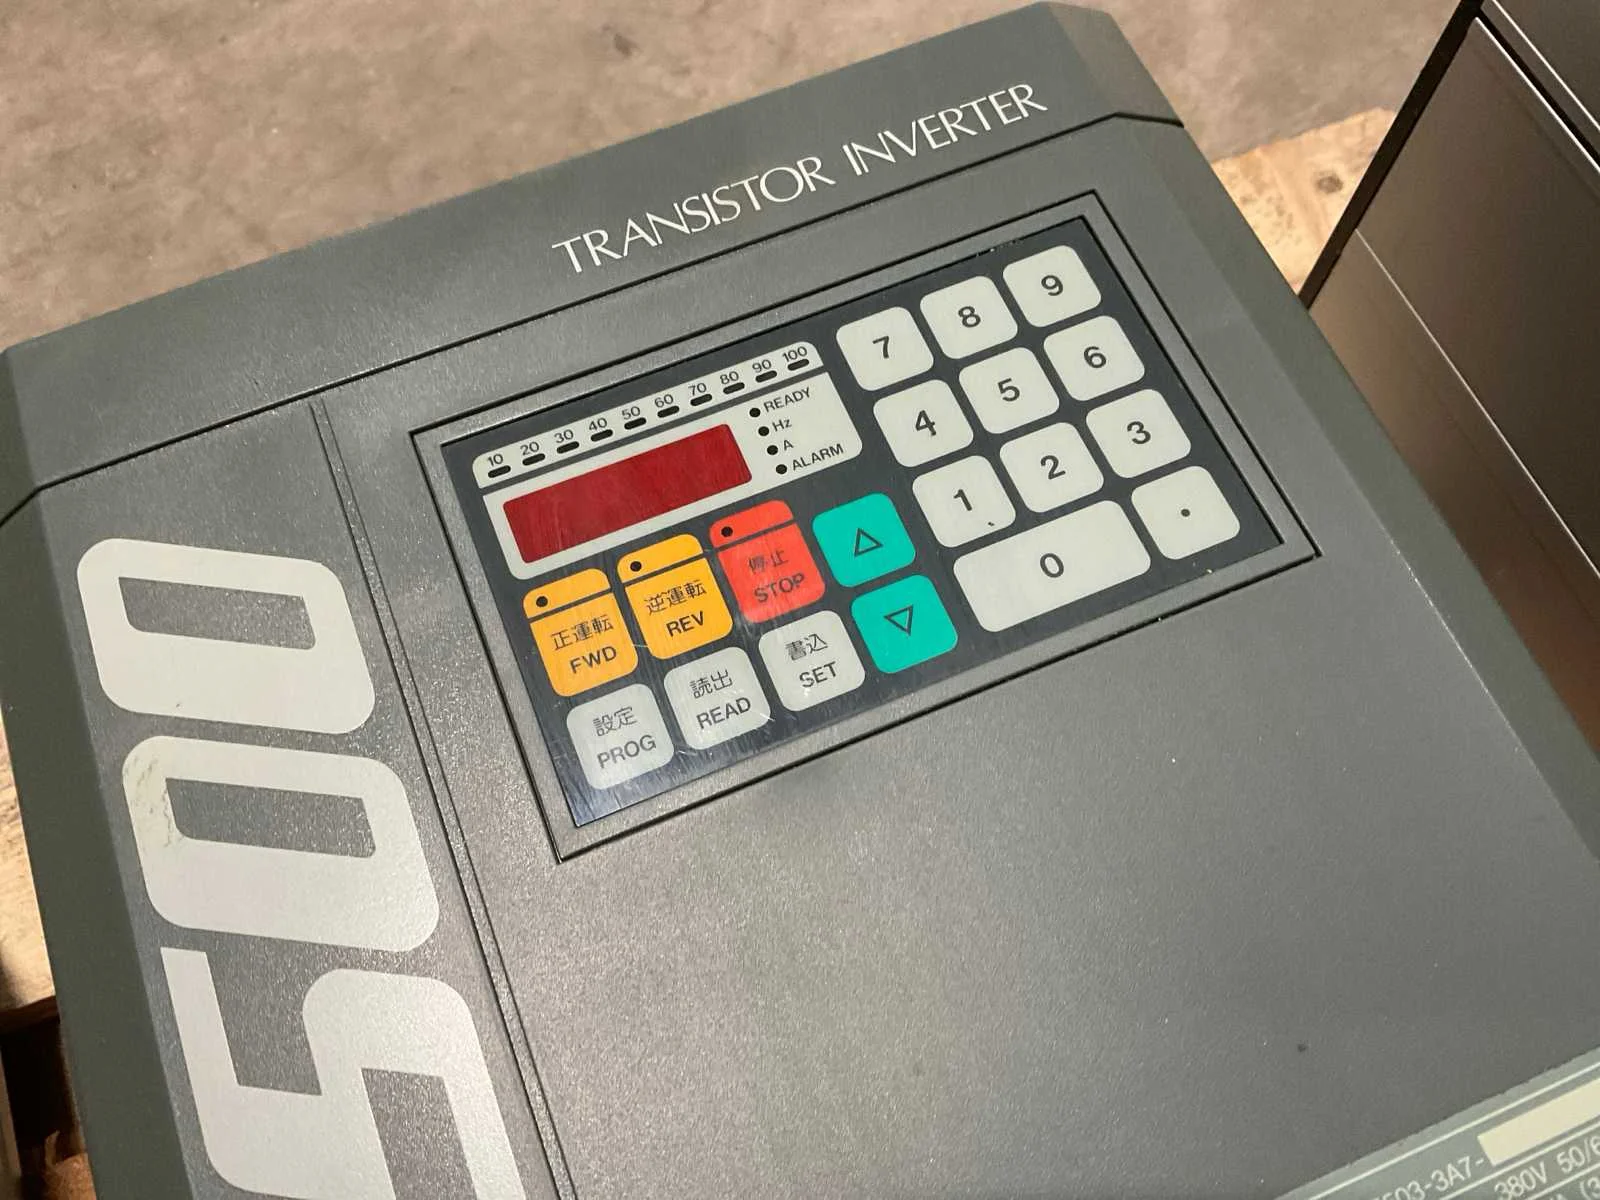 TRANSISTOR INVERTER
10 20 30 40 50 60 70 80 90 100
READY
Hz
A
ALARM
7 8 9
4 5 6
1 2 3
0 .
正運転
FWD
逆運転
REV
停止
STOP
△
▽
設定
PROG
読出
READ
書込
SET
500
03-3A7-
380V 50/6